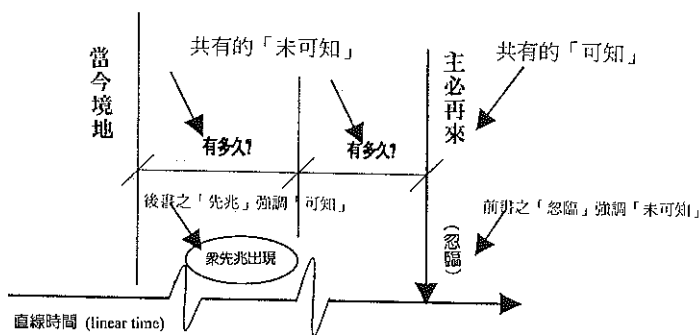 當今境地
共有的「未可知」
主必再來
共有的「可知」
有多久?
有多久?
後書之「先兆」強調「可知」
(忽臨)
前書之「忽臨」強調「未可知」
眾先兆出現
直線時間 (linear time)